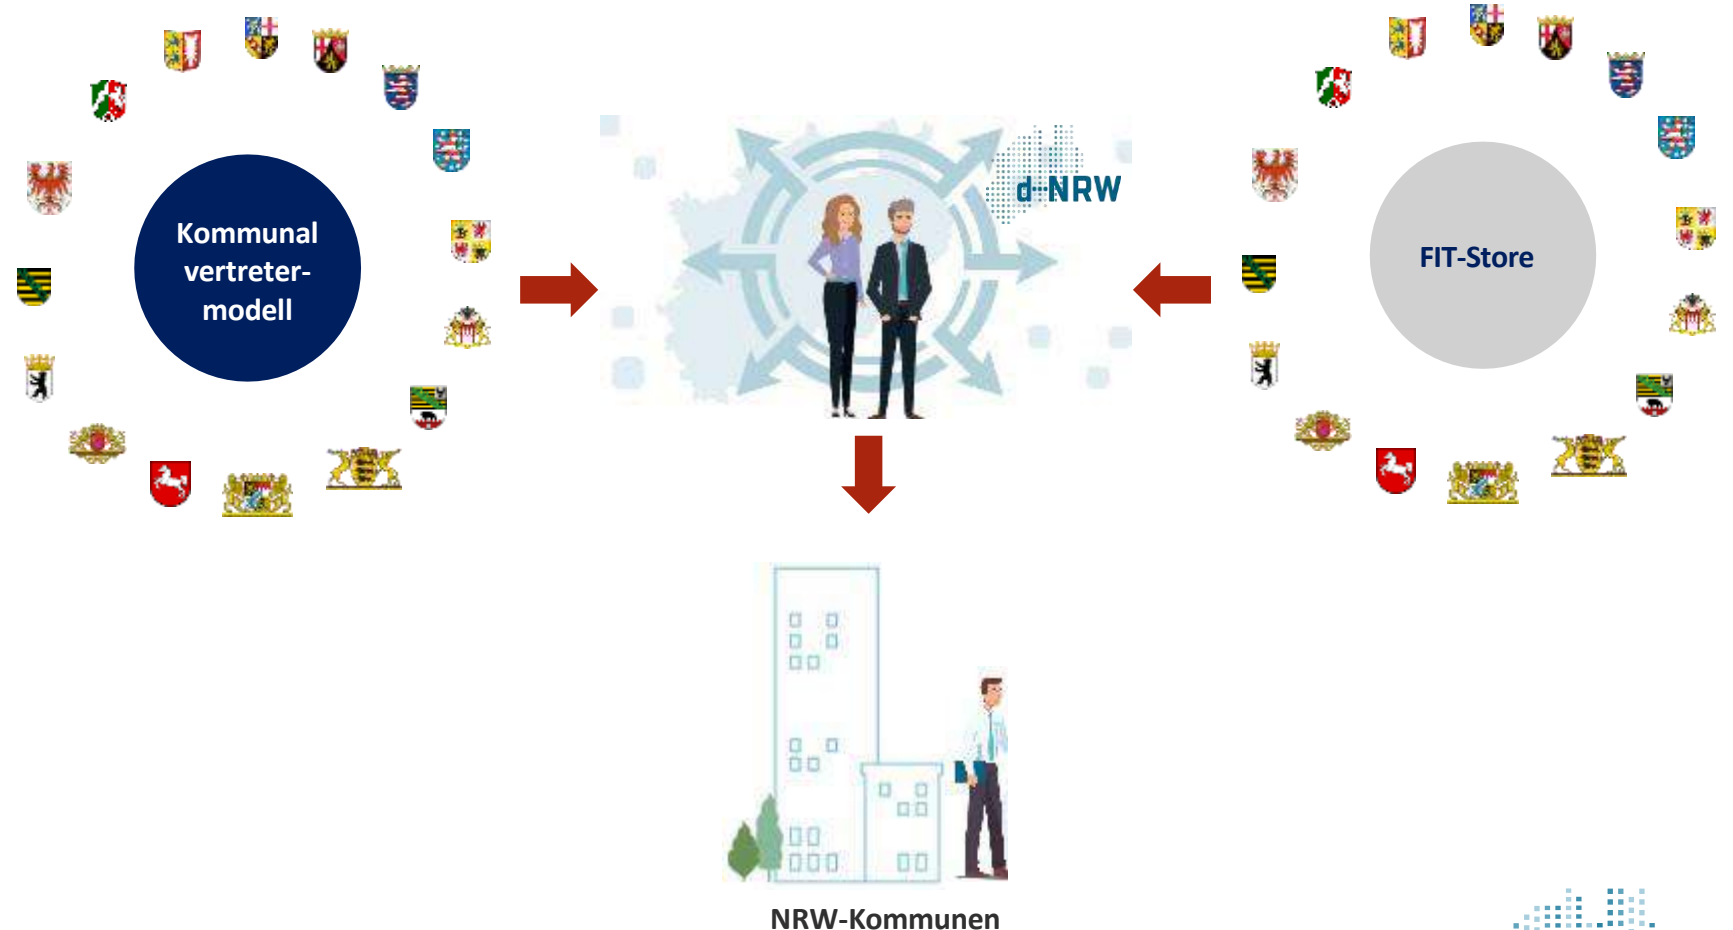 Kommunal
vertreter-
modell
d-NRW
FIT-Store
NRW-Kommunen